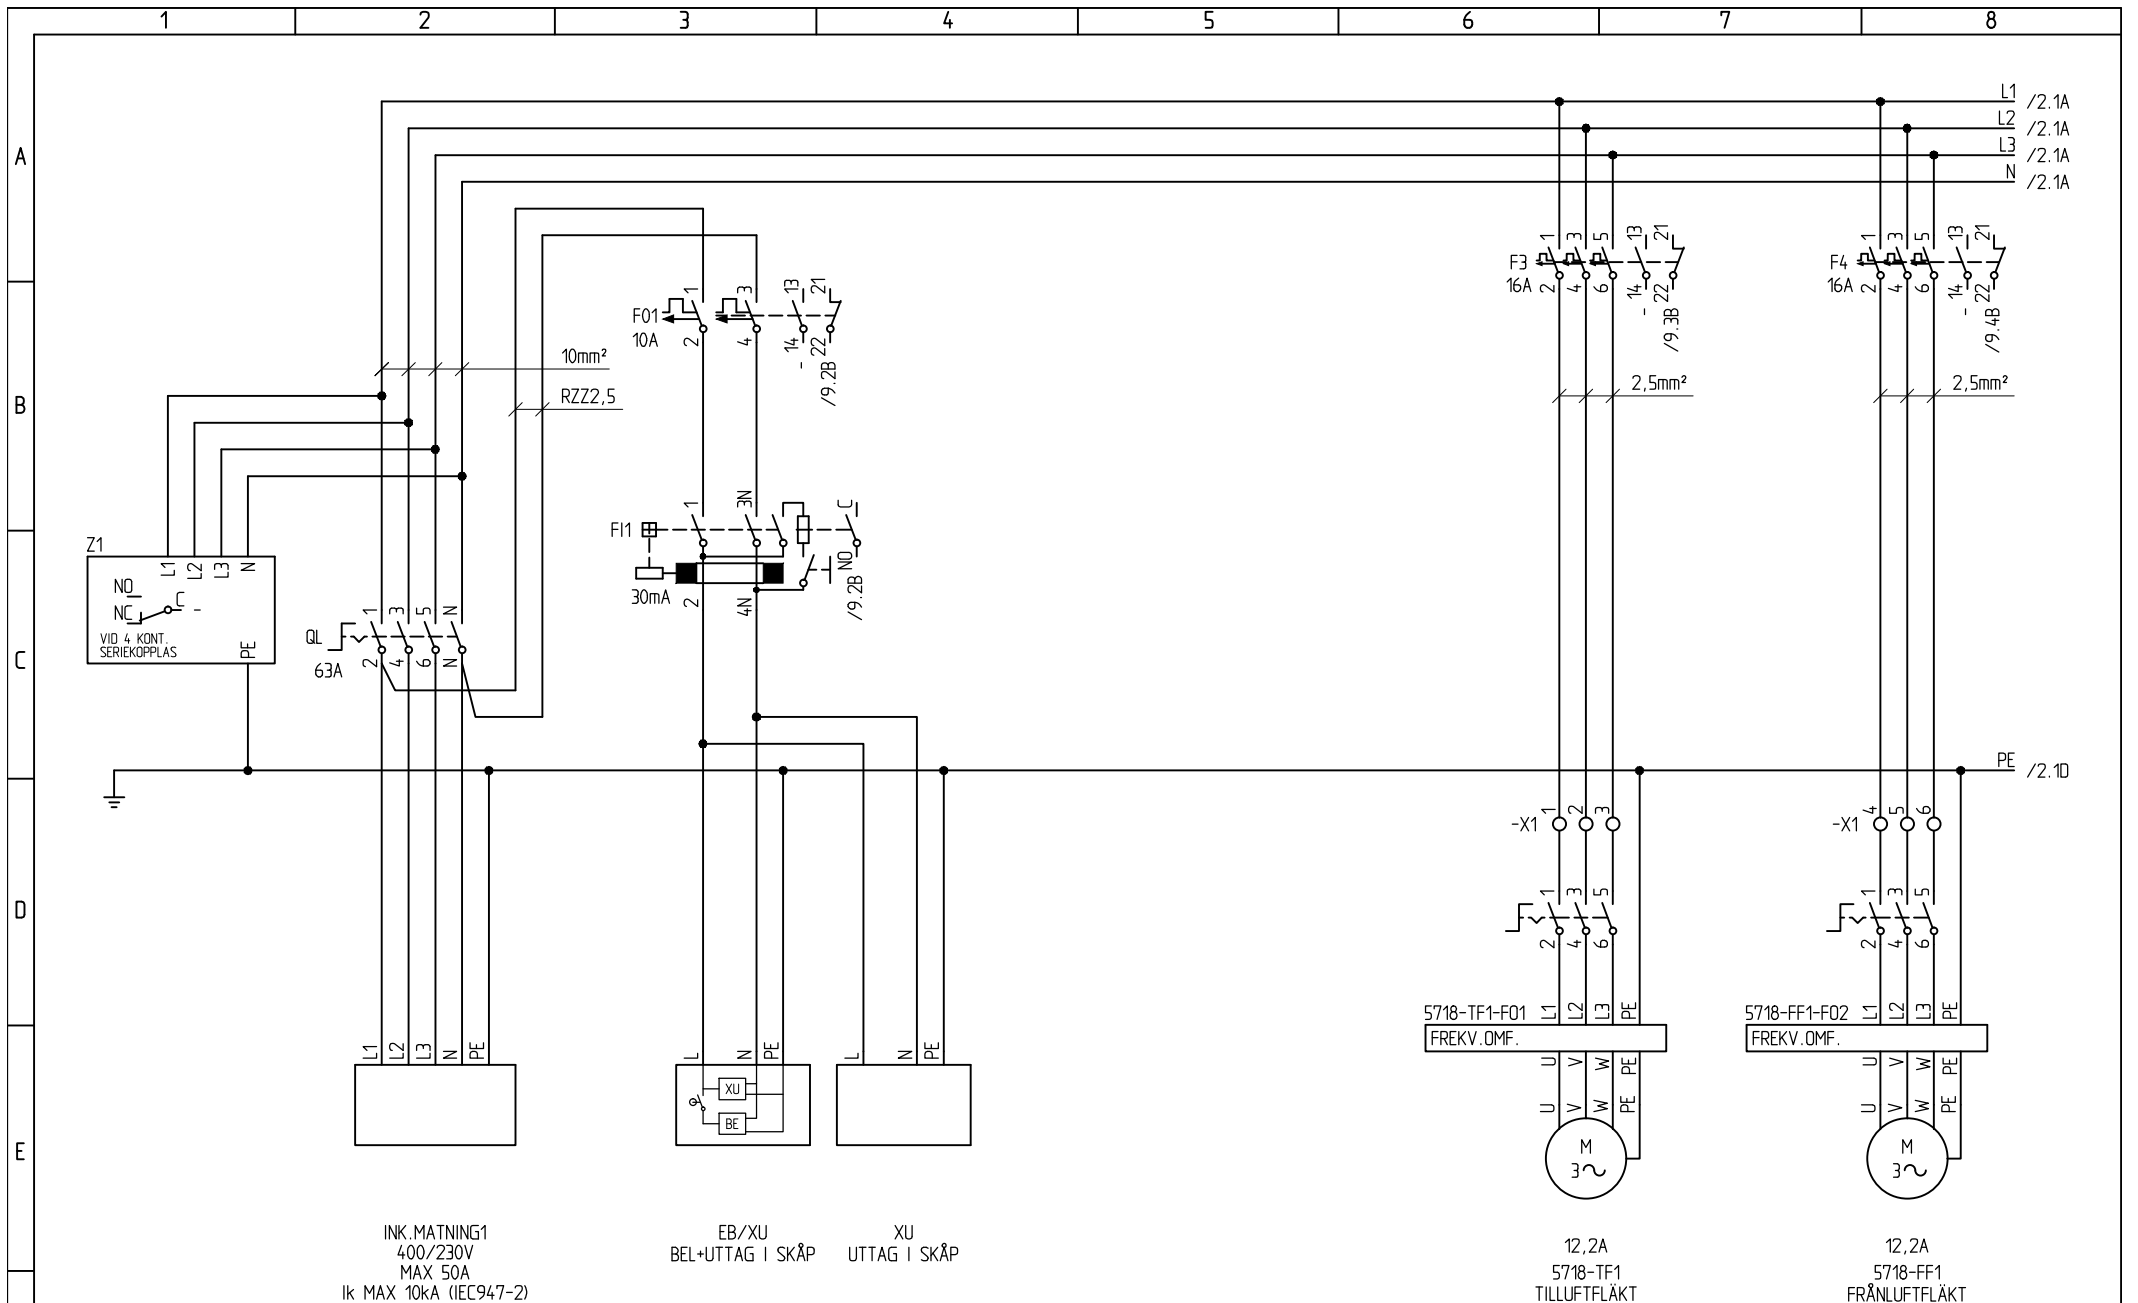 1 2 3 4 5 6 7 8
A
B
C
D
E
L1 /2.1A
L2 /2.1A
L3 /2.1A
N /2.1A
F01
10A
1 3 13 21
2 4 14 22
-
/9.2B
F3
16A
1 3 5 13 21
2 4 6 14 22
-
/9.3B
F4
16A
1 3 5 13 21
2 4 6 14 22
-
/9.4B
10mm²
RZZ2,5
2,5mm²
2,5mm²
FI1
30mA
1 3N C
2 4N NO
/9.2B
Z1
L1 L2 L3 N
NO
C -
NC
VID 4 KONT.
SERIEKOPPLAS
PE
QL
63A
1 3 5 N
2 4 6 N
PE /2.1D
-X1 1 2 3
-X1 4 5 6
1 3 5
2 4 6
1 3 5
2 4 6
5718-TF1-F01 L1 L2 L3 PE
FREKV.OMF.
U V W PE
U V W PE
M
3~
5718-FF1-F02 L1 L2 L3 PE
FREKV.OMF.
U V W PE
U V W PE
M
3~
L1 L2 L3 N PE
L N PE
XU
BE
L N PE
INK.MATNING1
400/230V
MAX 50A
Ik MAX 10kA (IEC947-2)
EB/XU
BEL+UTTAG I SKÅP
XU
UTTAG I SKÅP
12,2A
5718-TF1
TILLUFTFLÄKT
12,2A
5718-FF1
FRÅNLUFTFLÄKT